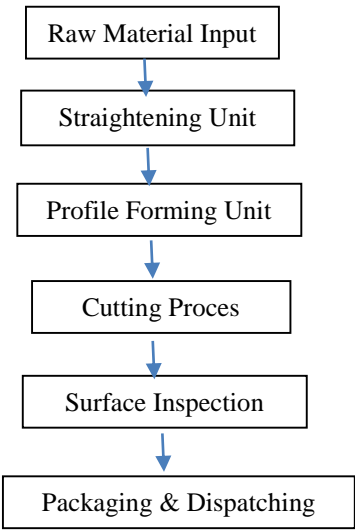 Raw Material Input
Straightening Unit
Profile Forming Unit
Cutting Proces
Surface Inspection
Packaging & Dispatching